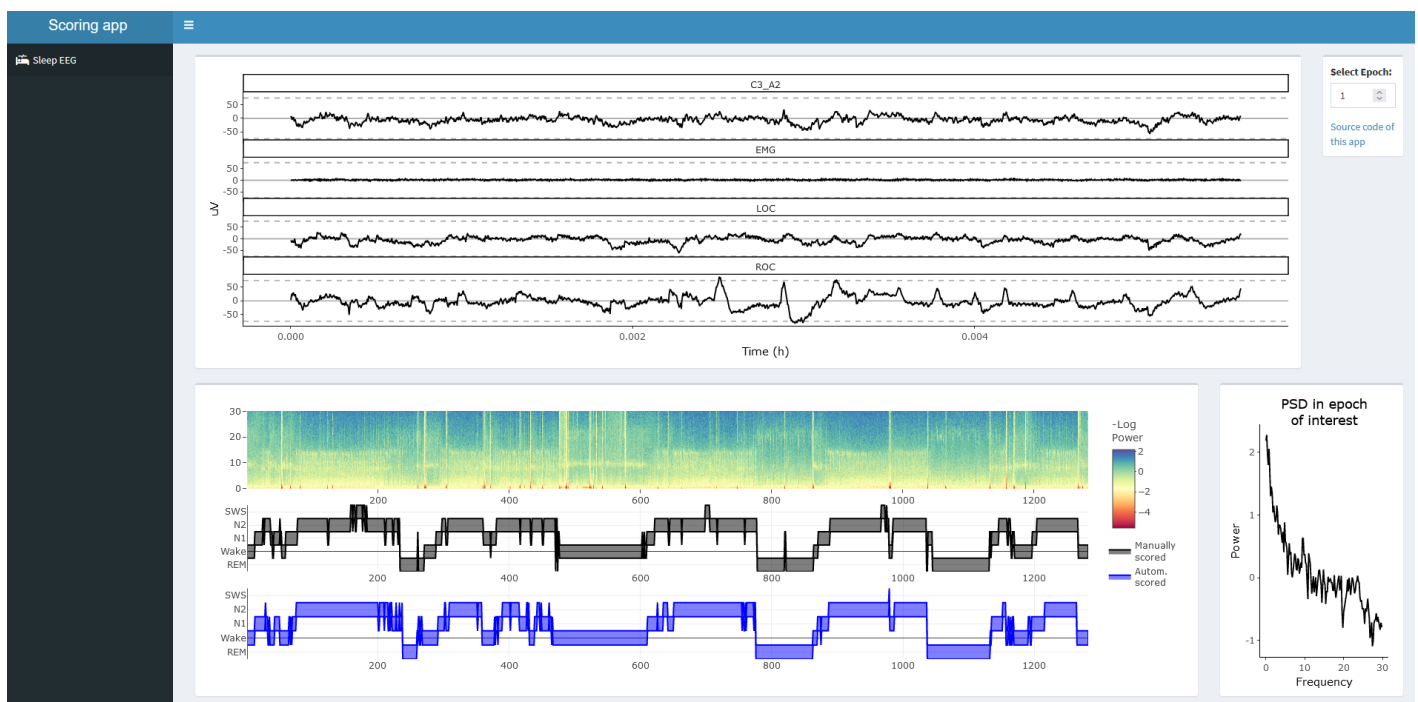 Scoring app
Sleep EEG
C3_A2
50
0
-50
EMG
50
0
-50
LOC
50
0
-50
ROC
50
0
-50
uV
0.000 0.002 0.004
Time (h)
Select Epoch:
1
Source code of
this app
30
20
10
0
200 400 600 800 1000 1200
-Log
Power
2
0
−2
−4
SWS
N2
N1
Wake
REM
200 400 600 800 1000 1200
Manually
scored
Autom.
scored
SWS
N2
N1
Wake
REM
200 400 600 800 1000 1200
PSD in epoch
of interest
2
1
0
-1
Power
0 10 20 30
Frequency